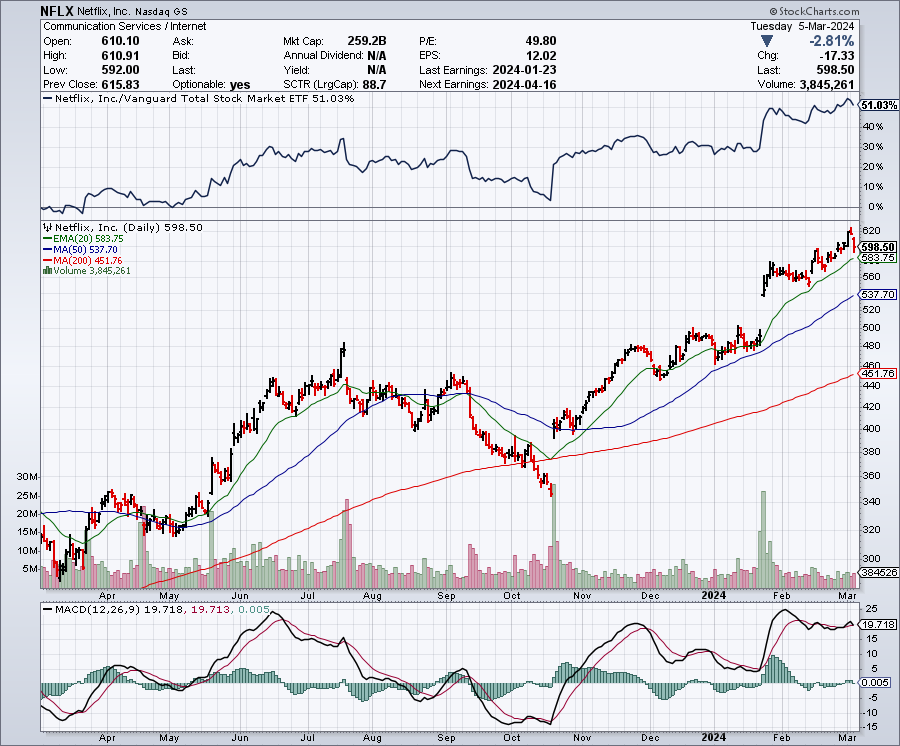 NFLX Netflix, Inc. Nasdaq GS
© StockCharts.com
Communication Services / Internet
Tuesday 5-Mar-2024
Open: 610.10 Ask: Mkt Cap: 259.2B P/E: 49.80 ▼ -2.81%
High: 610.91 Bid: Annual Dividend: N/A EPS: 12.02 Chg: -17.33
Low: 592.00 Last: Yield: N/A Last Earnings: 2024-01-23 Last: 598.50
Prev Close: 615.83 Optionable: yes SCTR (LrgCap): 88.7 Next Earnings: 2024-04-16 Volume: 3,845,261
Netflix, Inc./Vanguard Total Stock Market ETF 51.03%
51.03%
40%
30%
20%
10%
0%
Netflix, Inc. (Daily) 598.50
EMA(20) 583.75
MA(50) 537.70
MA(200) 451.76
Volume 3,845,261
620
598.50
583.75
560
537.70
520
500
480
460
451.76
440
420
400
380
360
340
320
300
30M
25M
20M
15M
10M
5M
384526
Apr May Jun Jul Aug Sep Oct Nov Dec 2024 Feb Mar
MACD(12,26,9) 19.718, 19.713, 0.005
25
19.718
15
10
5
0.005
-5
-10
-15
Apr May Jun Jul Aug Sep Oct Nov Dec 2024 Feb Mar